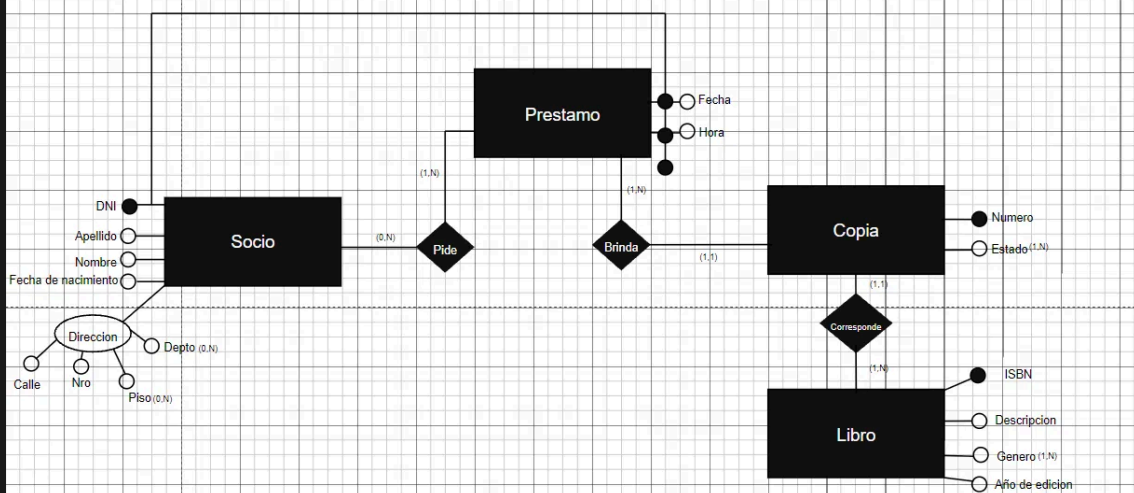 Prestamo
Fecha
Hora
(1,N)
(1,N)
DNI
Apellido
Nombre
Fecha de nacimiento
Socio
(0,N)
Pide
Brinda
(1,1)
Copia
Numero
Estado (1,N)
(1,1)
Corresponde
(1,N)
Direccion
Depto (0,N)
Calle
Nro
Piso (0,N)
Libro
ISBN
Descripcion
Genero (1,N)
Año de edicion